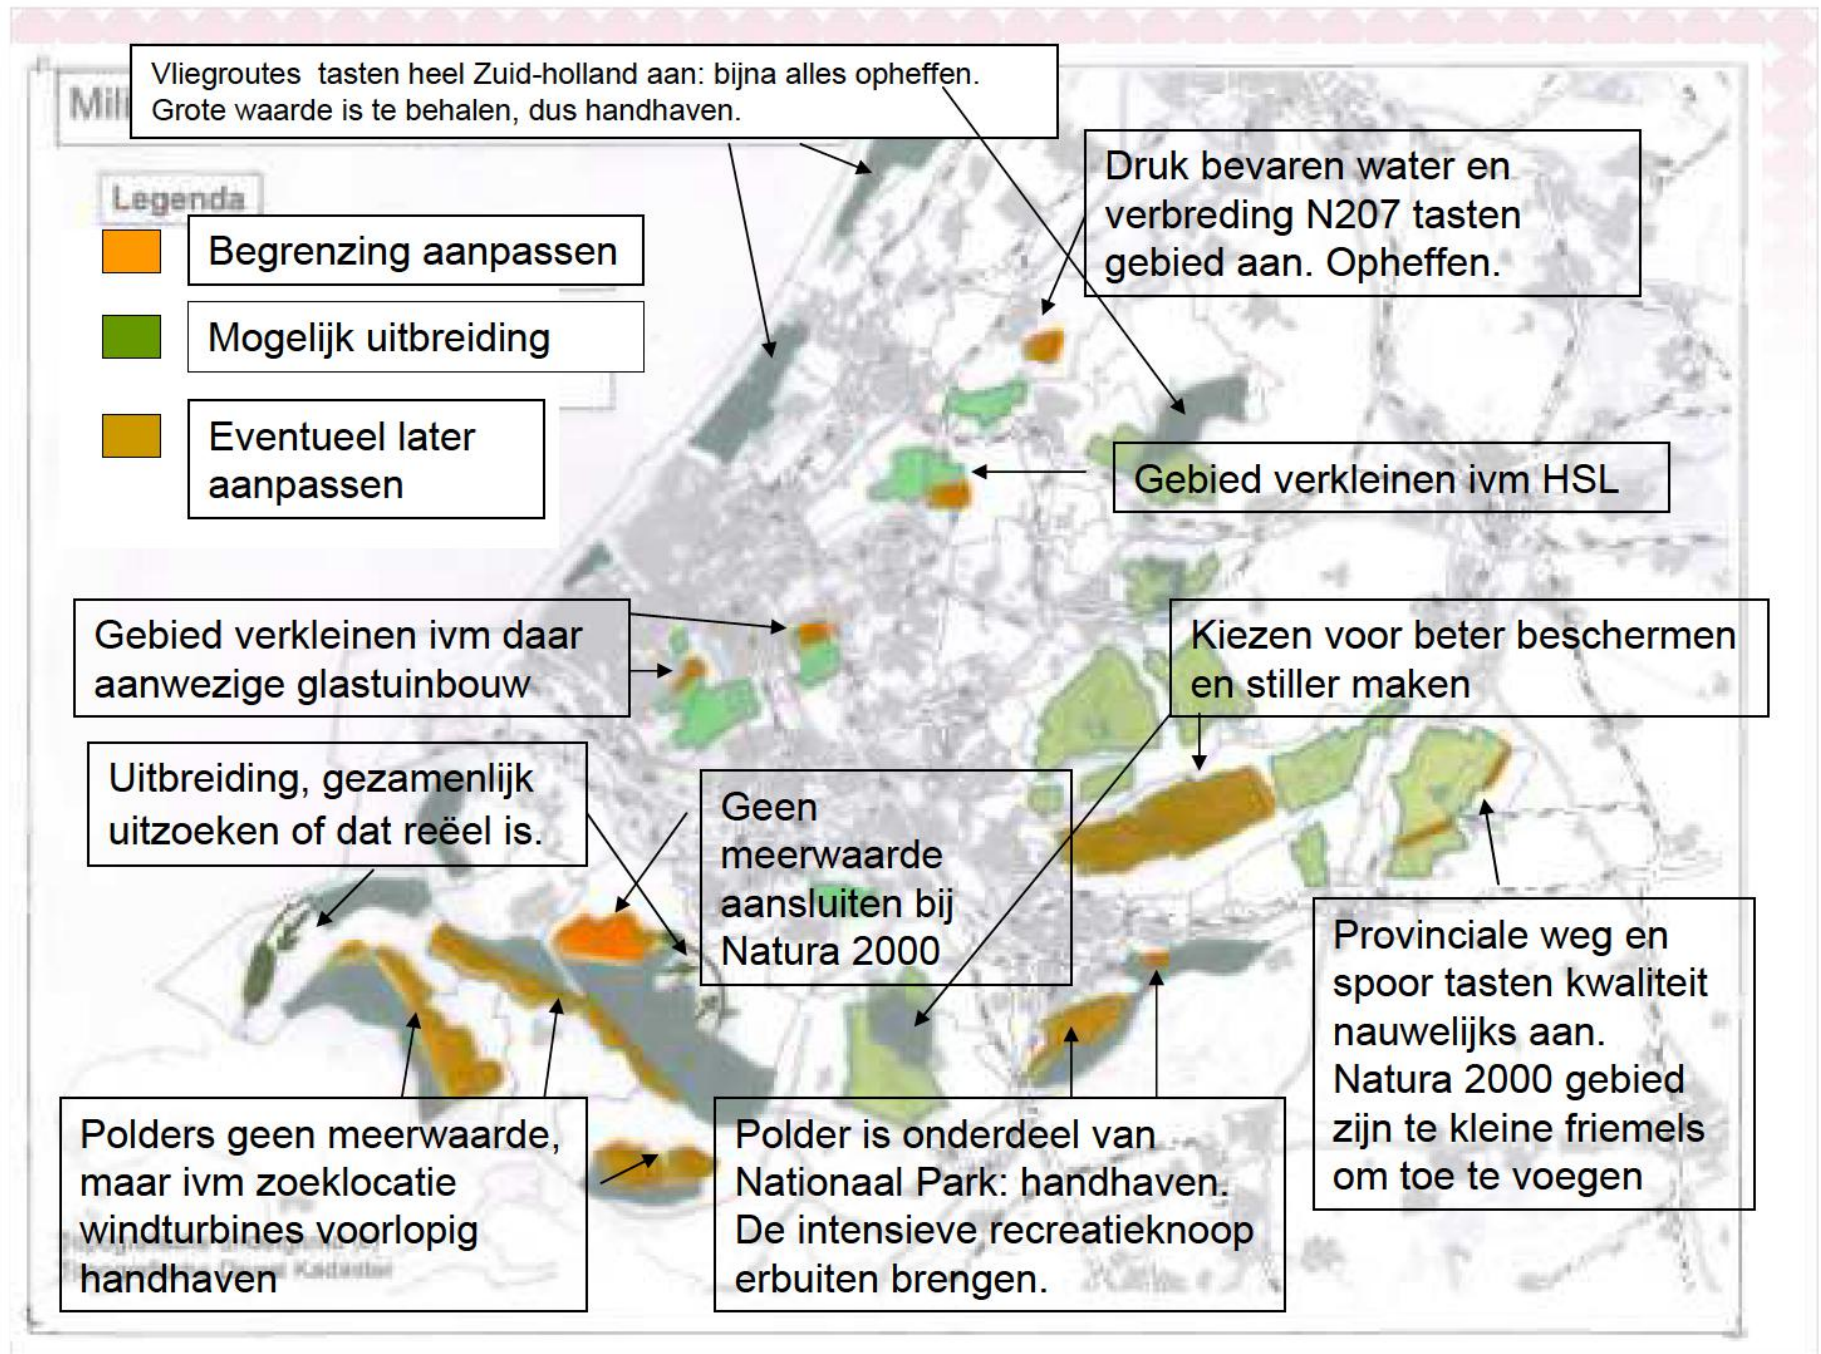 Vliegroutes tasten heel Zuid-holland aan: bijna alles opheffen.
Grote waarde is te behalen, dus handhaven.
Mili
Legenda
Begrenzing aanpassen
Mogelijk uitbreiding
Eventueel later
aanpassen
Druk bevaren water en
verbreding N207 tasten
gebied aan. Opheffen.
Gebied verkleinen ivm HSL
Gebied verkleinen ivm daar
aanwezige glastuinbouw
Kiezen voor beter beschermen
en stiller maken
Uitbreiding, gezamenlijk
uitzoeken of dat reëel is.
Geen
meerwaarde
aansluiten bij
Natura 2000
Provinciale weg en
spoor tasten kwaliteit
nauwelijks aan.
Natura 2000 gebied
zijn te kleine friemels
om toe te voegen
Polders geen meerwaarde,
maar ivm zoeklocatie
windturbines voorlopig
handhaven
Polder is onderdeel van
Nationaal Park: handhaven.
De intensieve recreatieknoop
erbuiten brengen.
Kadaster